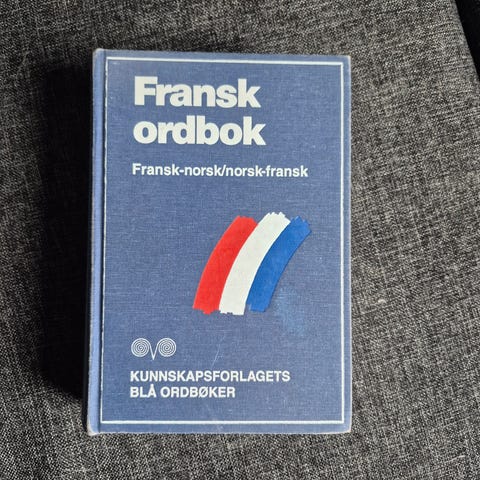 Fransk
ordbok
Fransk-norsk/norsk-fransk
KUNNSKAPSFORLAGETS
BLÅ ORDBØKER